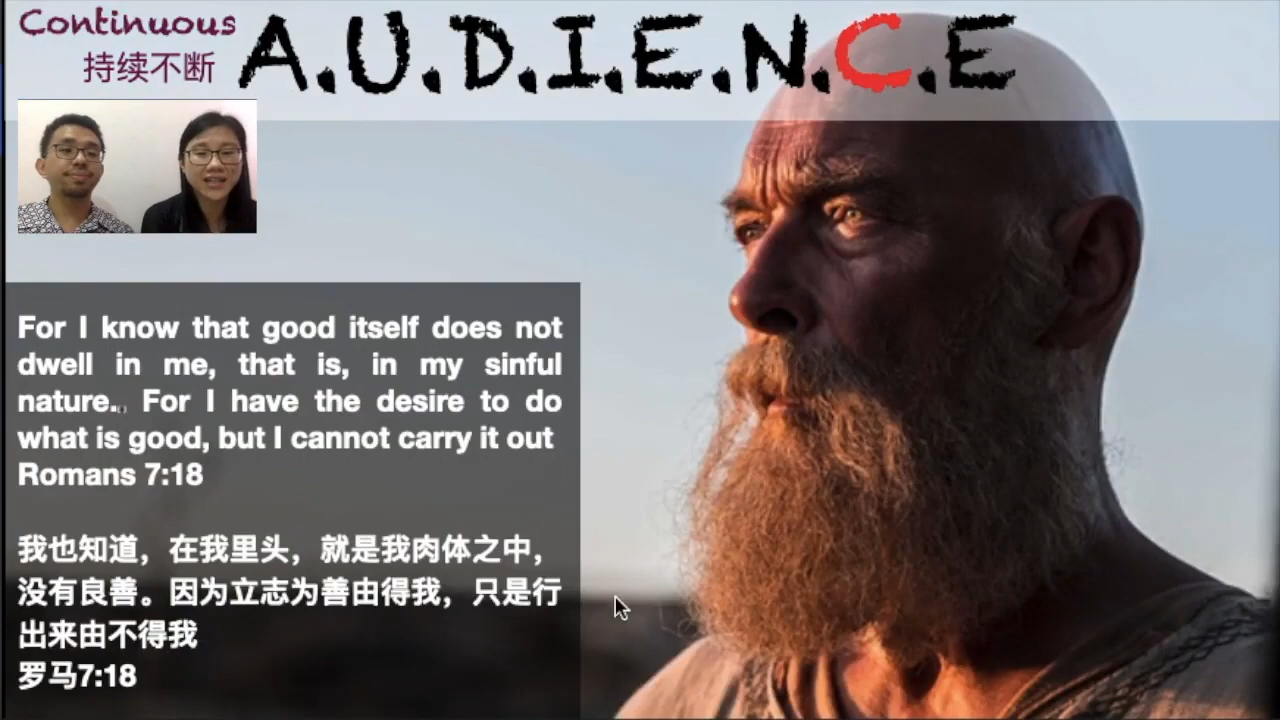 Continuous
持续不断
A.U.D.I.E.N.C.E
For I know that good itself does not
dwell in me, that is, in my sinful
nature. For I have the desire to do
what is good, but I cannot carry it out
Romans 7:18
我也知道，在我里头，就是我肉体之中，
没有良善。因为立志为善由得我，只是行
出来由不得我
罗马7:18